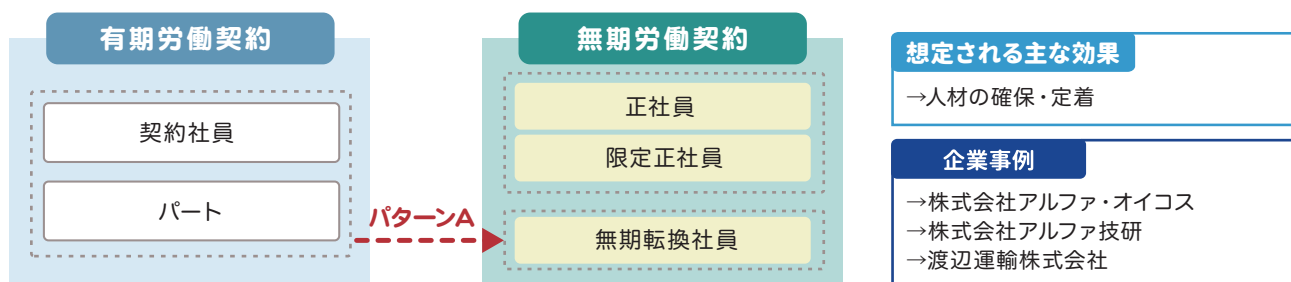 有期労働契約
契約社員
パート
パターンA
無期労働契約
正社員
限定正社員
無期転換社員
想定される主な効果
→人材の確保・定着
企業事例
→株式会社アルファ・オイコス
→株式会社アルファ技研
→渡辺運輸株式会社